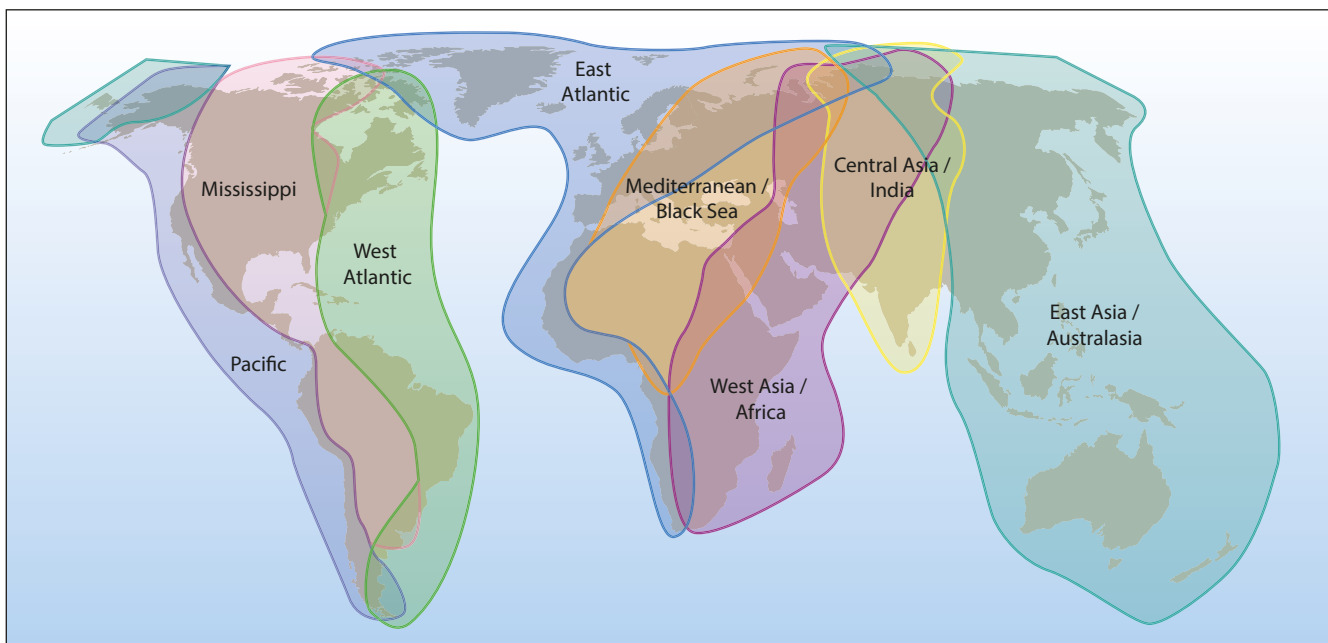 East
Atlantic
Mississippi
Mediterranean /
Black Sea
Central Asia /
India
West
Atlantic
Pacific
West Asia /
Africa
East Asia /
Australasia